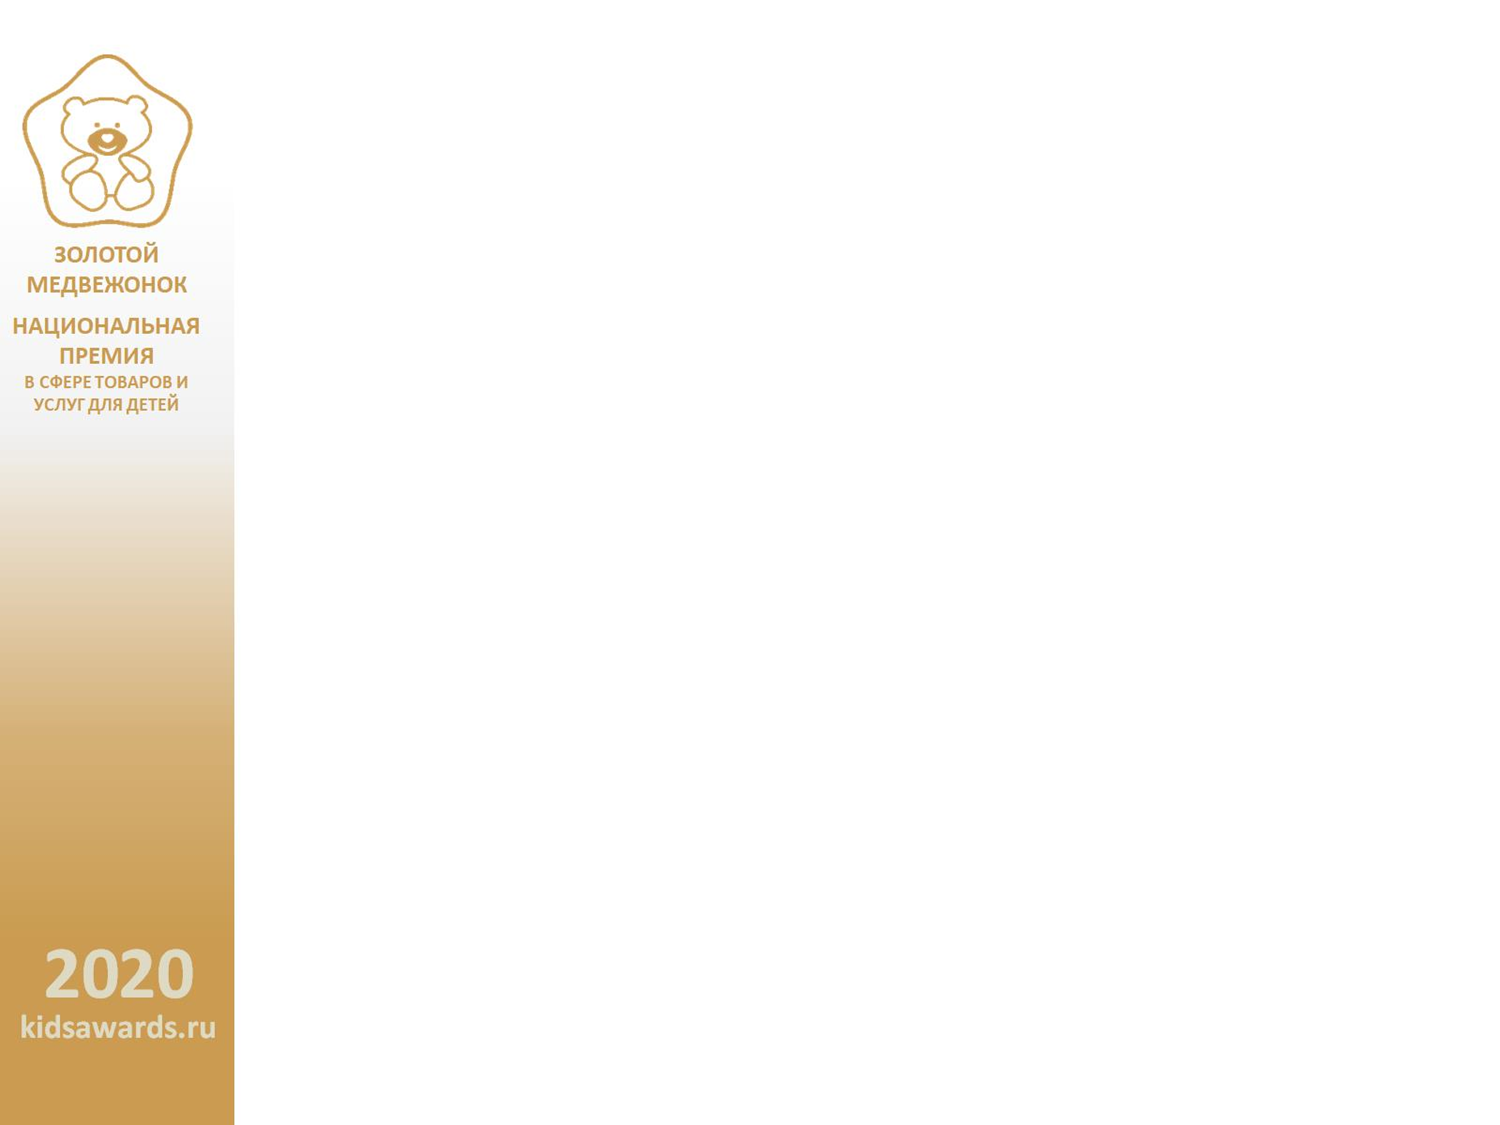 ЗОЛОТОЙ
МЕДВЕЖОНОК
НАЦИОНАЛЬНАЯ
ПРЕМИЯ
В СФЕРЕ ТОВАРОВ И
УСЛУГ ДЛЯ ДЕТЕЙ
2020
kidsawards.ru